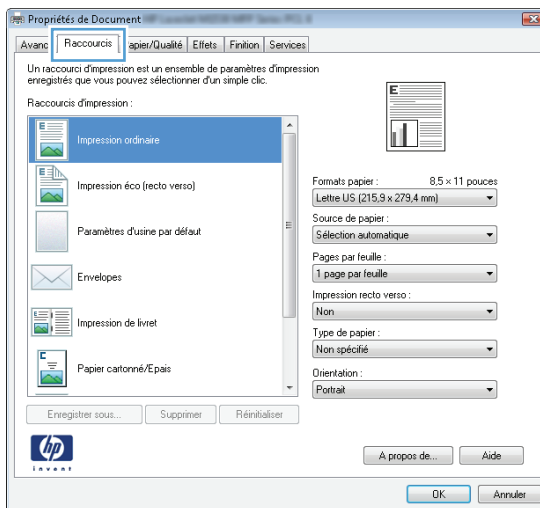 Propriétés de Document
Avanc Raccourcis apier/Qualité Effets Finition Services
Un raccourci d'impression est un ensemble de paramètres d'impression
enregistrés que vous pouvez sélectionner d'un simple clic.
Raccourcis d'impression :
E
Impression ordinaire
Impression éco (recto verso)
Paramètres d'usine par défaut
Envelopes
Impression de livret
Papier cartonné/Epais
E
Formats papier : 8,5 × 11 pouces
Lettre US (215,9 x 279,4 mm)
Source de papier :
Sélection automatique
Pages par feuille :
1 page par feuille
Impression recto verso :
Non
Type de papier :
Non spécifié
Orientation :
Portrait
Enregistrer sous... Supprimer Réinitialiser
hp
invent
A propos de... Aide
OK Annuler